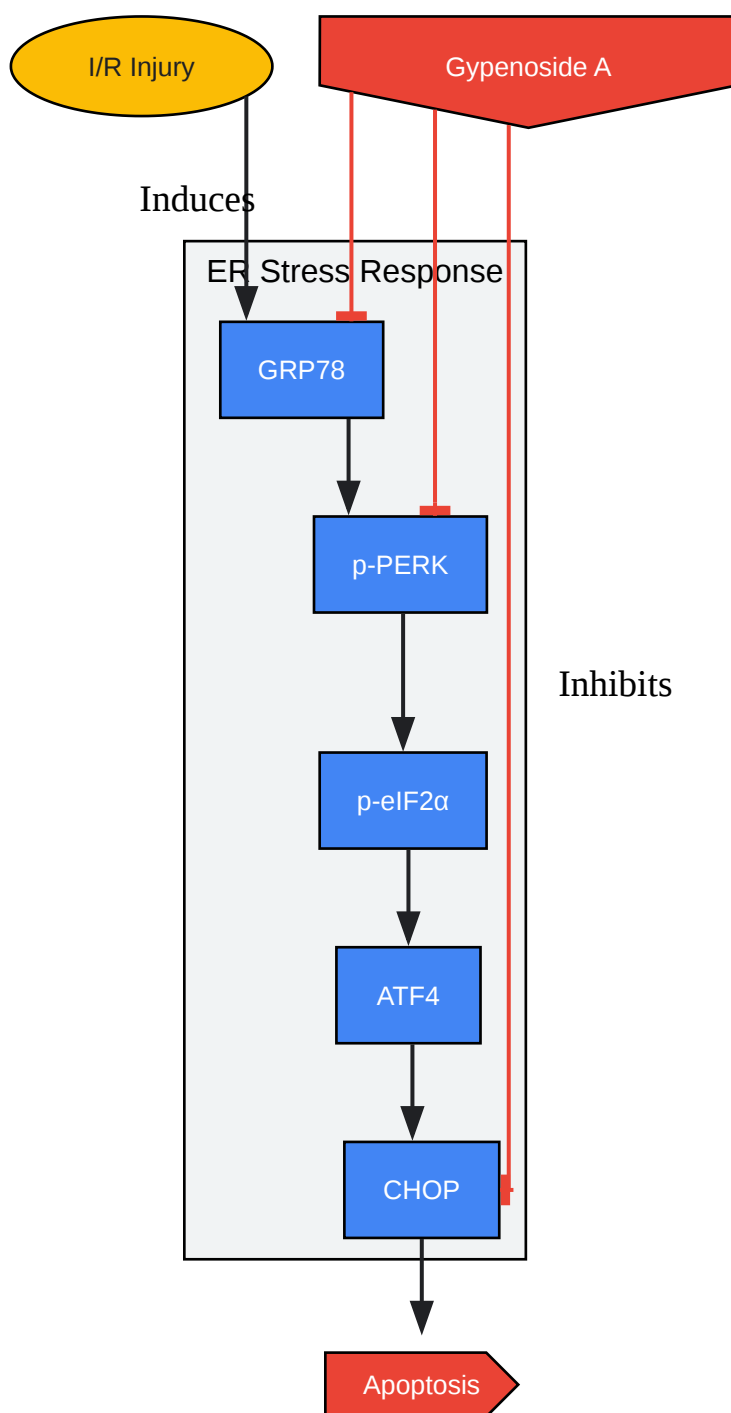 I/R Injury
Gypenoside A
Induces
ER Stress Response
GRP78
p-PERK
Inhibits
p-eIF2α
ATF4
CHOP
Apoptosis